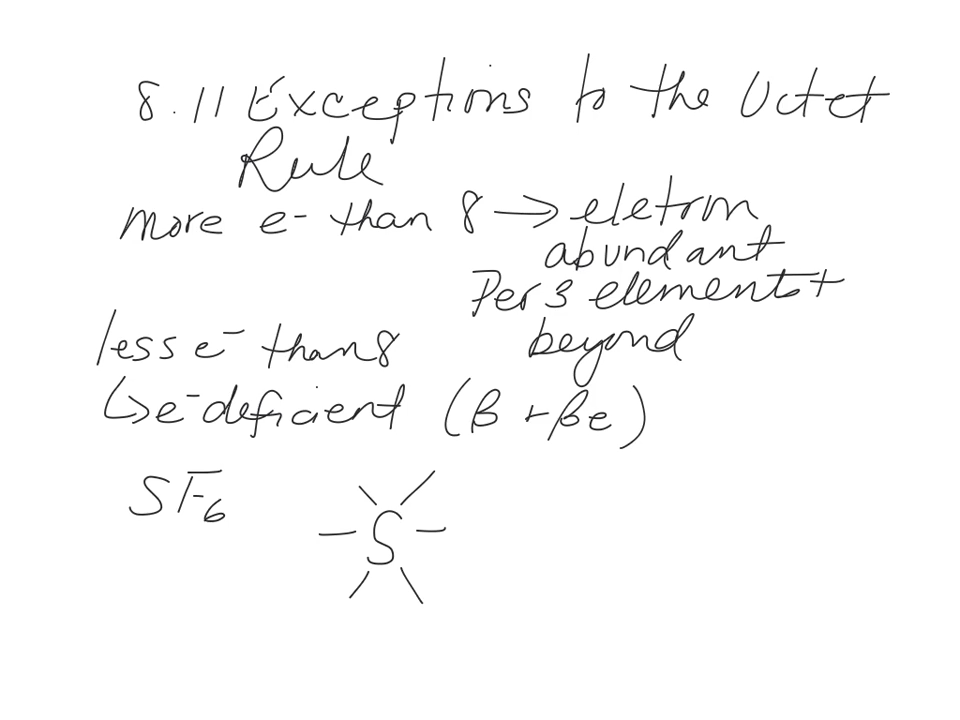 8.11 Exceptions to the Octet
Rule
more e- than 8 → eletron
abundant
Per 3 elements +
beyond
less e⁻ than 8
↳ e⁻deficient (B + Be)
SF₆
S